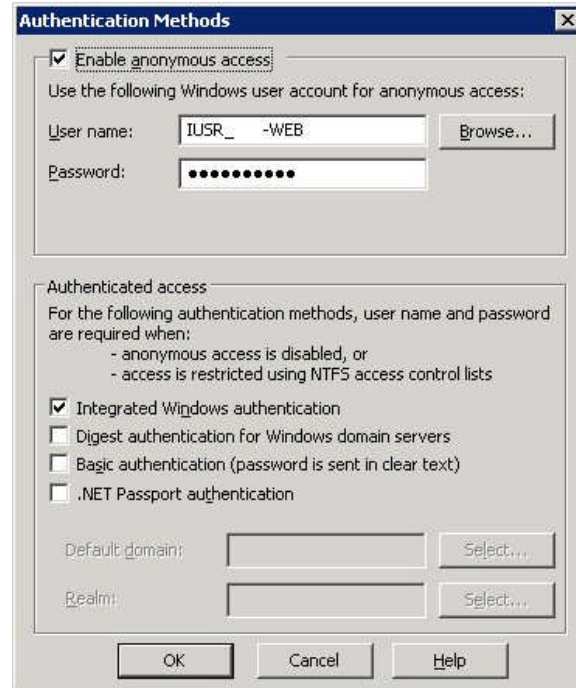 Authentication Methods
Enable anonymous access
Use the following Windows user account for anonymous access:
User name: IUSR_ -WEB Browse...
Password: ●●●●●●●●●●
Authenticated access
For the following authentication methods, user name and password
are required when:
- anonymous access is disabled, or
- access is restricted using NTFS access control lists
Integrated Windows authentication
Digest authentication for Windows domain servers
Basic authentication (password is sent in clear text)
.NET Passport authentication
Default domain: Select...
Realm: Select...
OK Cancel Help